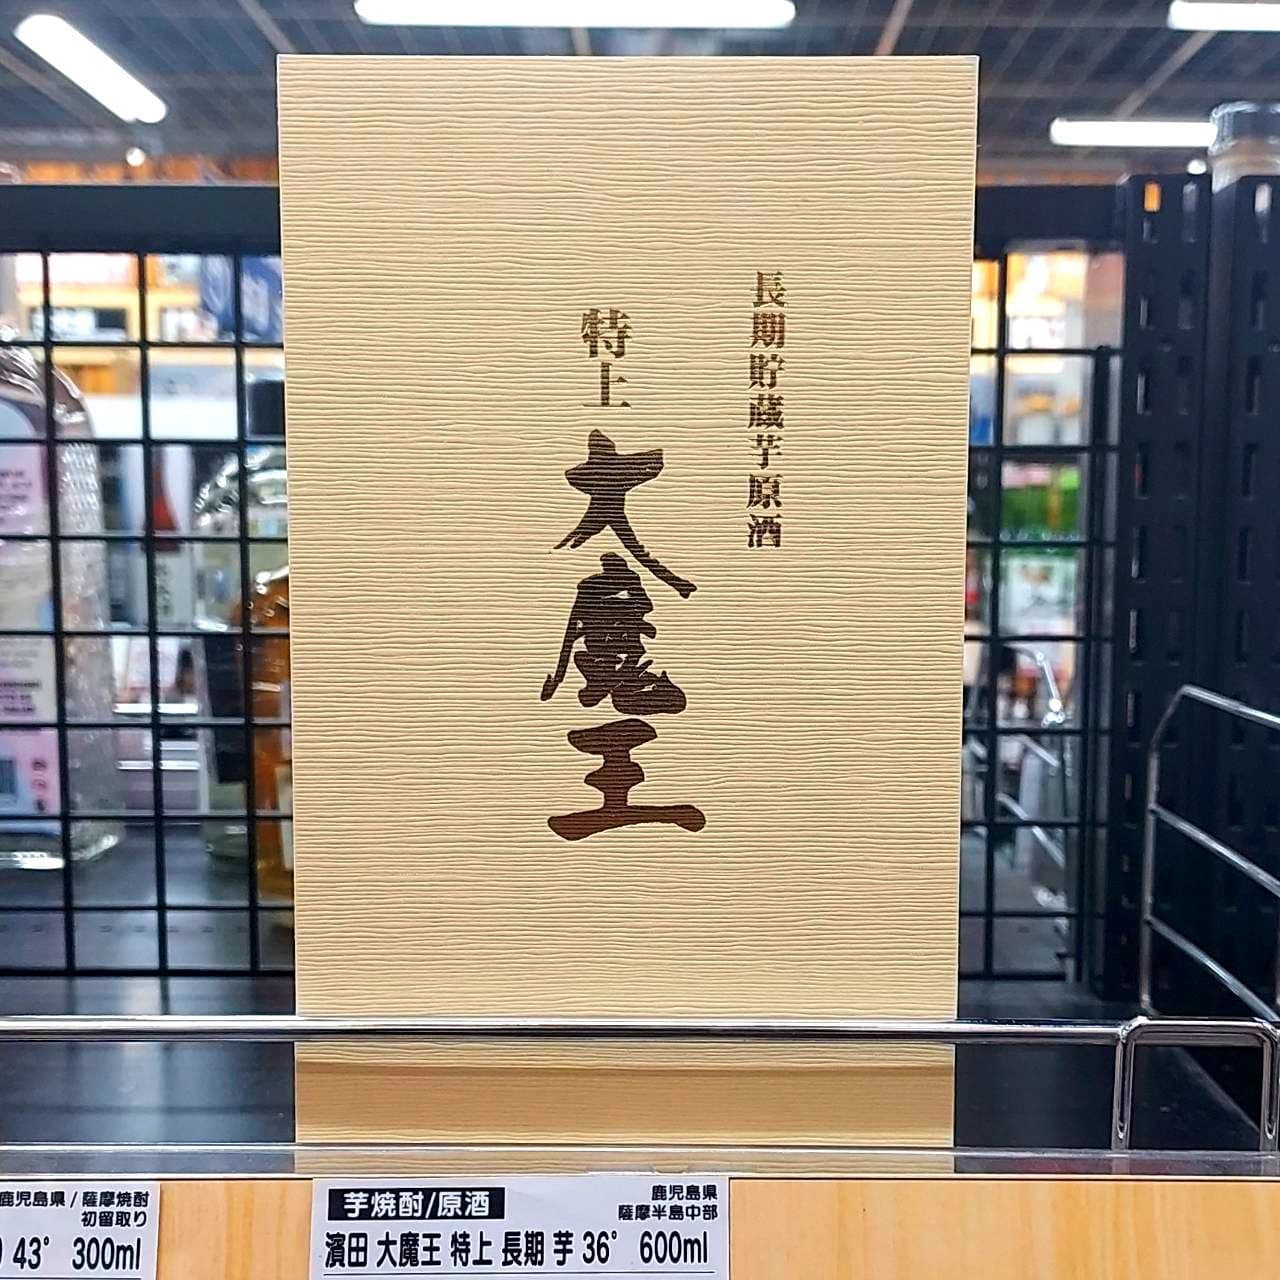 長期貯蔵芋原酒
特上
大魔王
鹿児島県/薩摩焼酎
初留取り
43° 300ml
芋焼酎/原酒
鹿児島県
薩摩半島中部
濵田 大魔王 特上 長期 芋 36° 600ml